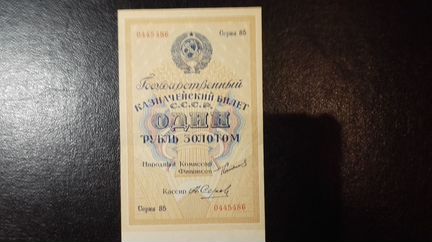 0445486 Серия 85
Государственный
КАЗНАЧЕЙСКИЙ БИЛЕТ
С.С.С.Р.
ОДИН
РУБЛЬ ЗОЛОТОМ
Народный Комиссар
Финансов
Кассир
Серия 85 0445486